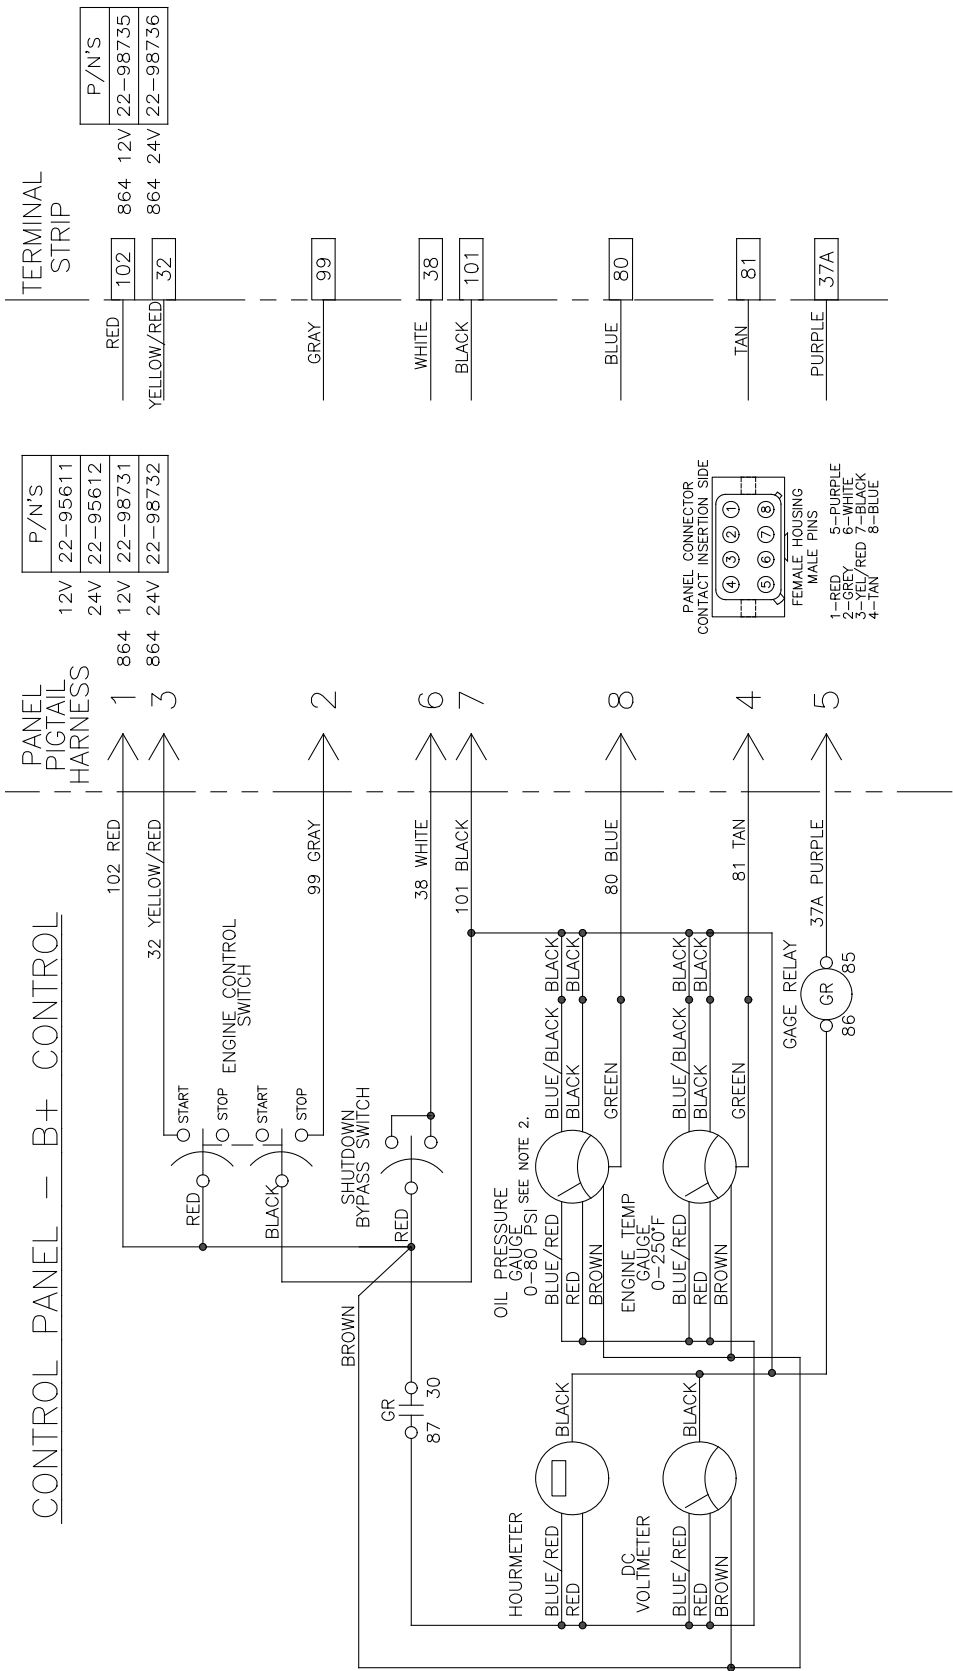 CONTROL PANEL - B+ CONTROL
PANEL
PIGTAIL
HARNESS
TERMINAL
STRIP
P/N'S
12V 22-95611
24V 22-95612
864 12V 22-98731
864 24V 22-98732
P/N'S
864 12V 22-98735
864 24V 22-98736
102 RED
1
RED
102
32 YELLOW/RED
3
YELLOW/RED
32
START
STOP
START
STOP
ENGINE CONTROL
SWITCH
RED
BLACK
99 GRAY
2
GRAY
99
SHUTDOWN
BYPASS SWITCH
RED
38 WHITE
6
WHITE
38
101 BLACK
7
BLACK
101
BROWN
GR
87
30
OIL PRESSURE
GAUGE
0-80 PSI SEE NOTE 2.
BLUE/RED
RED
BROWN
BLUE/BLACK
BLACK
BLACK
BLACK
GREEN
80 BLUE
8
BLUE
80
ENGINE TEMP
GAUGE
0-250°F
BLUE/RED
RED
BROWN
BLUE/BLACK
BLACK
BLACK
BLACK
GREEN
81 TAN
4
TAN
81
HOURMETER
BLUE/RED
RED
BLACK
DC
VOLTMETER
BLUE/RED
RED
BROWN
BLACK
GAGE RELAY
86
GR
85
37A PURPLE
5
PURPLE
37A
PANEL CONNECTOR
CONTACT INSERTION SIDE
4 3 2 1
5 6 7 8
FEMALE HOUSING
MALE PINS
1-RED 5-PURPLE
2-GREY 6-WHITE
3-YEL/RED 7-BLACK
4-TAN 8-BLUE